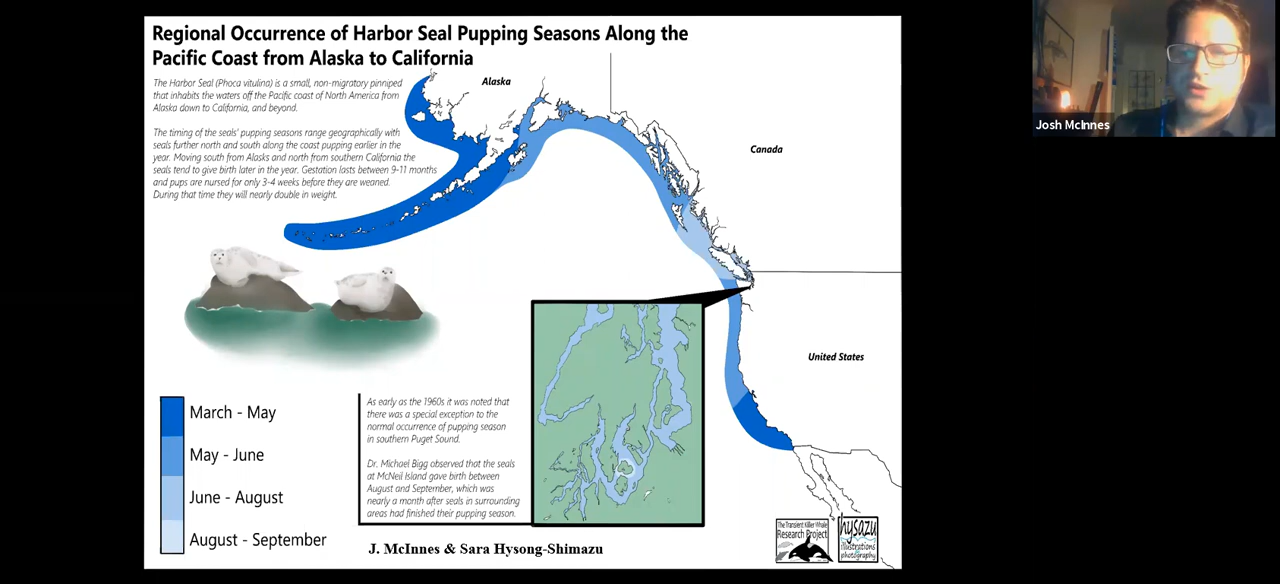 Regional Occurrence of Harbor Seal Pupping Seasons Along the
Pacific Coast from Alaska to California
The Harbor Seal (Phoca vitulina) is a small, non-migratory pinniped
that inhabits the waters off the Pacific coast of North America from
Alaska down to California, and beyond.
The timing of the seals' pupping seasons range geographically with
seals further north and south along the coast pupping earlier in the
year. Moving south from Alaska and north from southern California the
seals tend to give birth later in the year. Gestation lasts between 9-11 months
and pups are nursed for only 3-4 weeks before they are weaned.
During that time they will nearly double in weight.
Alaska
Canada
United States
Josh McInnes
March - May
May - June
June - August
August - September
As early as the 1960s it was noted that
there was a special exception to the
normal occurrence of pupping season
in southern Puget Sound.
Dr. Michael Bigg observed that the seals
at McNeil Island gave birth between
August and September, which was
nearly a month after seals in surrounding
areas had finished their pupping season.
J. McInnes & Sara Hysong-Shimazu
The Transient Killer Whale
Research Project
hysazu
illustrations
photography